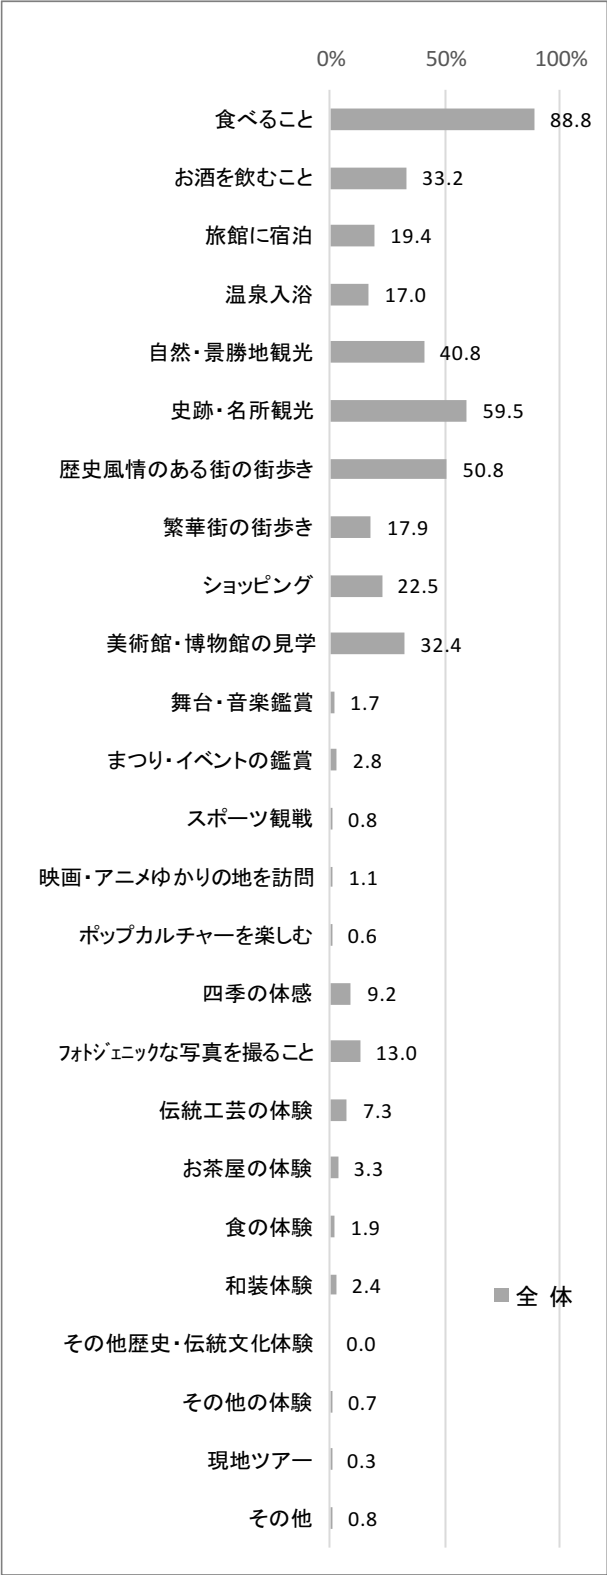 0% 50% 100%
食べること 88.8
お酒を飲むこと 33.2
旅館に宿泊 19.4
温泉入浴 17.0
自然・景勝地観光 40.8
史跡・名所観光 59.5
歴史風情のある街の街歩き 50.8
繁華街の街歩き 17.9
ショッピング 22.5
美術館・博物館の見学 32.4
舞台・音楽鑑賞 1.7
まつり・イベントの鑑賞 2.8
スポーツ観戦 0.8
映画・アニメゆかりの地を訪問 1.1
ポップカルチャーを楽しむ 0.6
四季の体感 9.2
ﾌｫﾄｼﾞｪﾆｯｸな写真を撮ること 13.0
伝統工芸の体験 7.3
お茶屋の体験 3.3
食の体験 1.9
和装体験 2.4
全 体
その他歴史・伝統文化体験 0.0
その他の体験 0.7
現地ツアー 0.3
その他 0.8